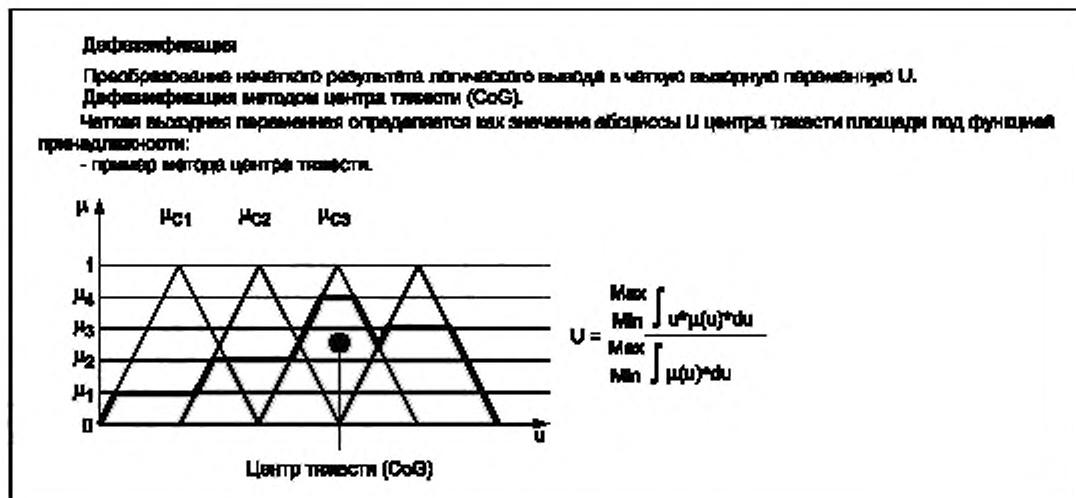 Дефаззификация
Преобразование нечеткого результата логического вывода в четкую выходную переменную U.
Дефаззификация методом центра тяжести (CoG).
Четкая выходная переменная определяется как значение абсциссы U центра тяжести площади под функцией
принадлежности:
- пример метода центра тяжести.
μ
μC1 μC2 μC3
1
μ4
μ3
μ2
μ1
0
u
Центр тяжести (CoG)
Max
Min ∫ u*μ(u)*du
U =
Max
Min ∫ μ(u)*du